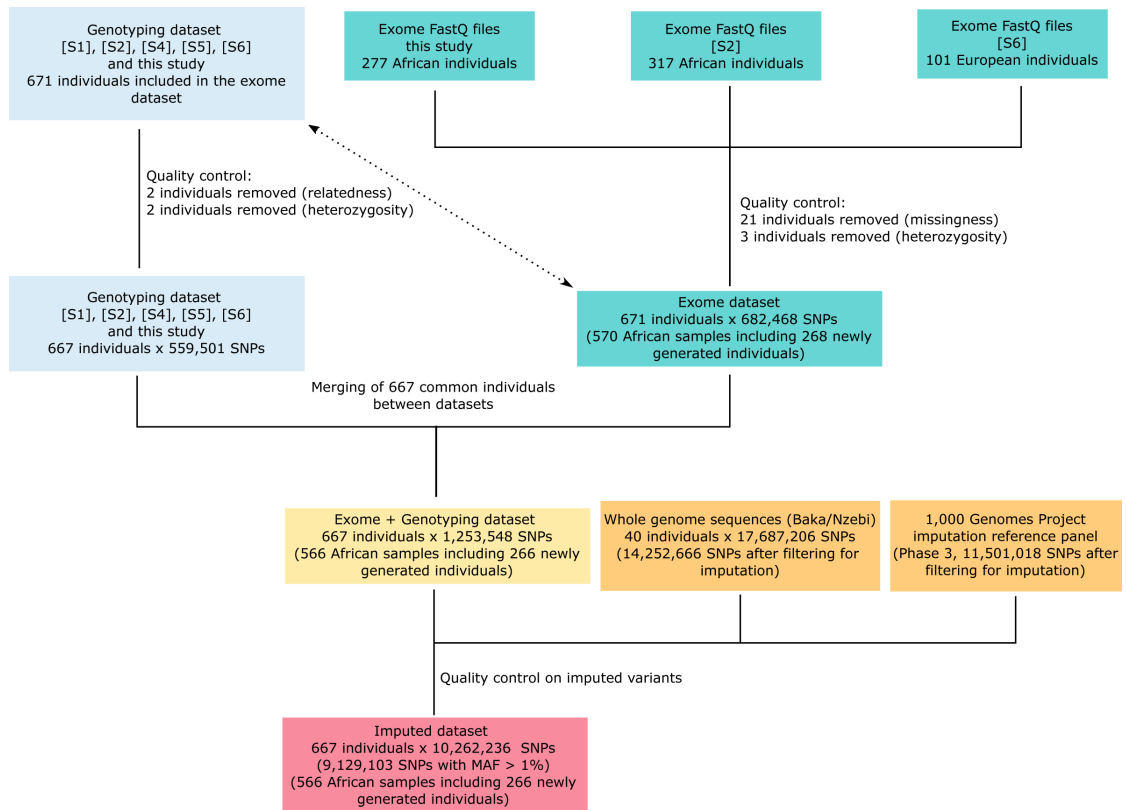 Genotyping dataset
[S1], [S2], [S4], [S5], [S6]
and this study
671 individuals included in the exome
dataset
Exome FastQ files
this study
277 African individuals
Exome FastQ files
[S2]
317 African individuals
Exome FastQ files
[S6]
101 European individuals
Quality control:
2 individuals removed (relatedness)
2 individuals removed (heterozygosity)
Quality control:
21 individuals removed (missingness)
3 individuals removed (heterozygosity)
Genotyping dataset
[S1], [S2], [S4], [S5], [S6]
and this study
667 individuals x 559,501 SNPs
Exome dataset
671 individuals x 682,468 SNPs
(570 African samples including 268 newly
generated individuals)
Merging of 667 common individuals
between datasets
Exome + Genotyping dataset
667 individuals x 1,253,548 SNPs
(566 African samples including 266 newly
generated individuals)
Whole genome sequences (Baka/Nzebi)
40 individuals x 17,687,206 SNPs
(14,252,666 SNPs after filtering for
imputation)
1,000 Genomes Project
imputation reference panel
(Phase 3, 11,501,018 SNPs after
filtering for imputation)
Quality control on imputed variants
Imputed dataset
667 individuals x 10,262,236 SNPs
(9,129,103 SNPs with MAF > 1%)
(566 African samples including 266 newly
generated individuals)